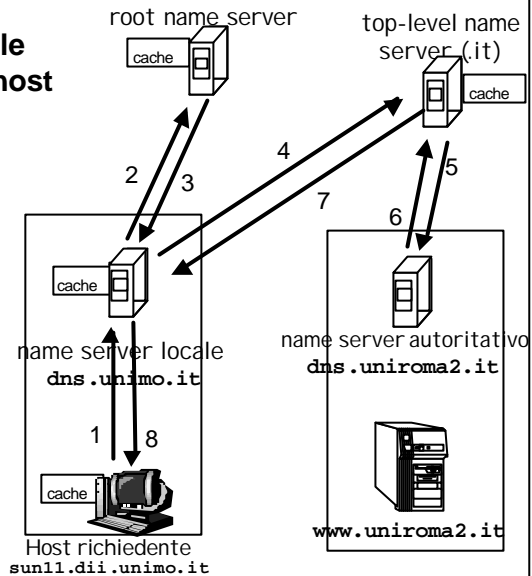 le
host
root name server
cache
top-level name
server (.it)
cache
2
3
4
7
5
6
cache
name server locale
dns.unimo.it
name server autoritativo
dns.uniroma2.it
1
8
cache
Host richiedente
sun11.dii.unimo.it
www.uniroma2.it